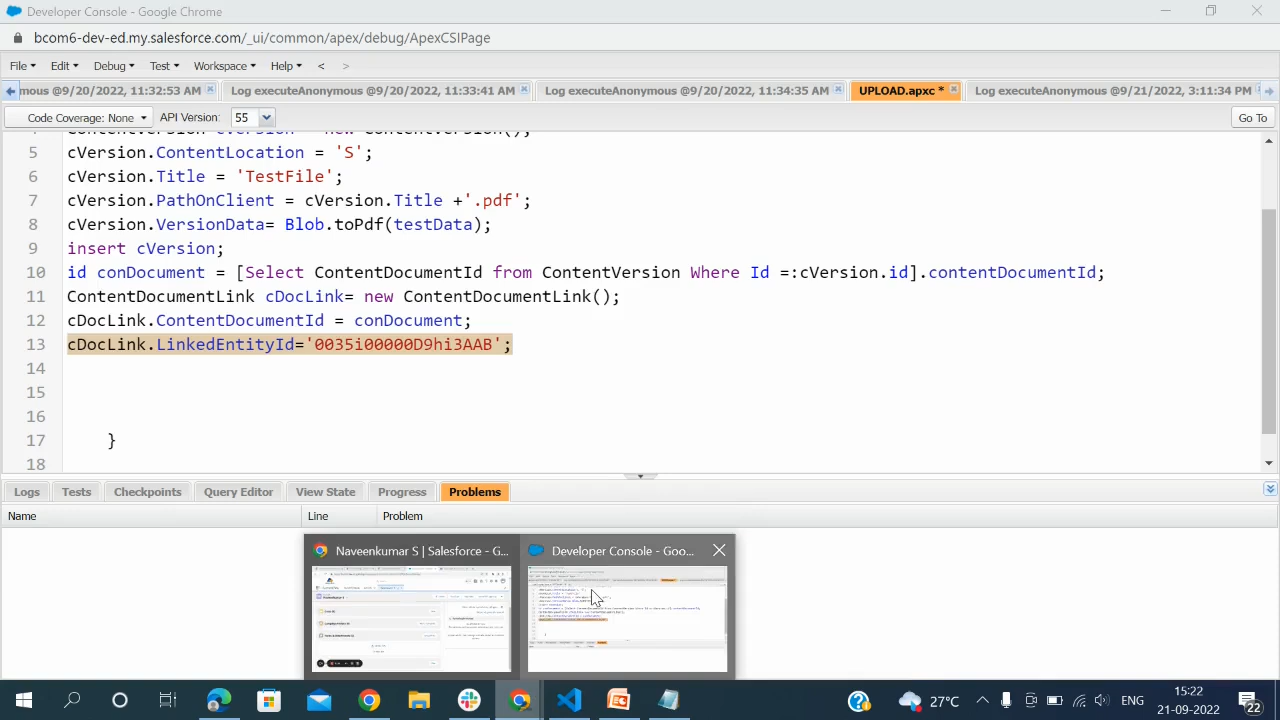 Developer Console - Google Chrome
bcom6-dev-ed.my.salesforce.com/_ui/common/apex/debug/ApexCSIPage
File Edit Debug Test Workspace Help < >
mous @9/20/2022, 11:32:53 AM Log executeAnonymous @9/20/2022, 11:33:41 AM Log executeAnonymous @9/20/2022, 11:34:35 AM UPLOAD.apxc * Log executeAnonymous @9/21/2022, 3:11:34 PM
Code Coverage: None API Version: 55 Go To
5 cVersion.ContentLocation = 'S';
6 cVersion.Title = 'TestFile';
7 cVersion.PathOnClient = cVersion.Title +'.pdf';
8 cVersion.VersionData= Blob.toPdf(testData);
9 insert cVersion;
10 id conDocument = [Select ContentDocumentId from ContentVersion Where Id =:cVersion.id].contentDocumentId;
11 ContentDocumentLink cDocLink= new ContentDocumentLink();
12 cDocLink.ContentDocumentId = conDocument;
13 cDocLink.LinkedEntityId='0035i00000D9hi3AAB';
14
15
16
17 }
18
Logs Tests Checkpoints Query Editor View State Progress Problems
Name Line Problem
Naveenkumar S | Salesforce - G... Developer Console - Goo...
27°C ENG 15:22
21-09-2022 22